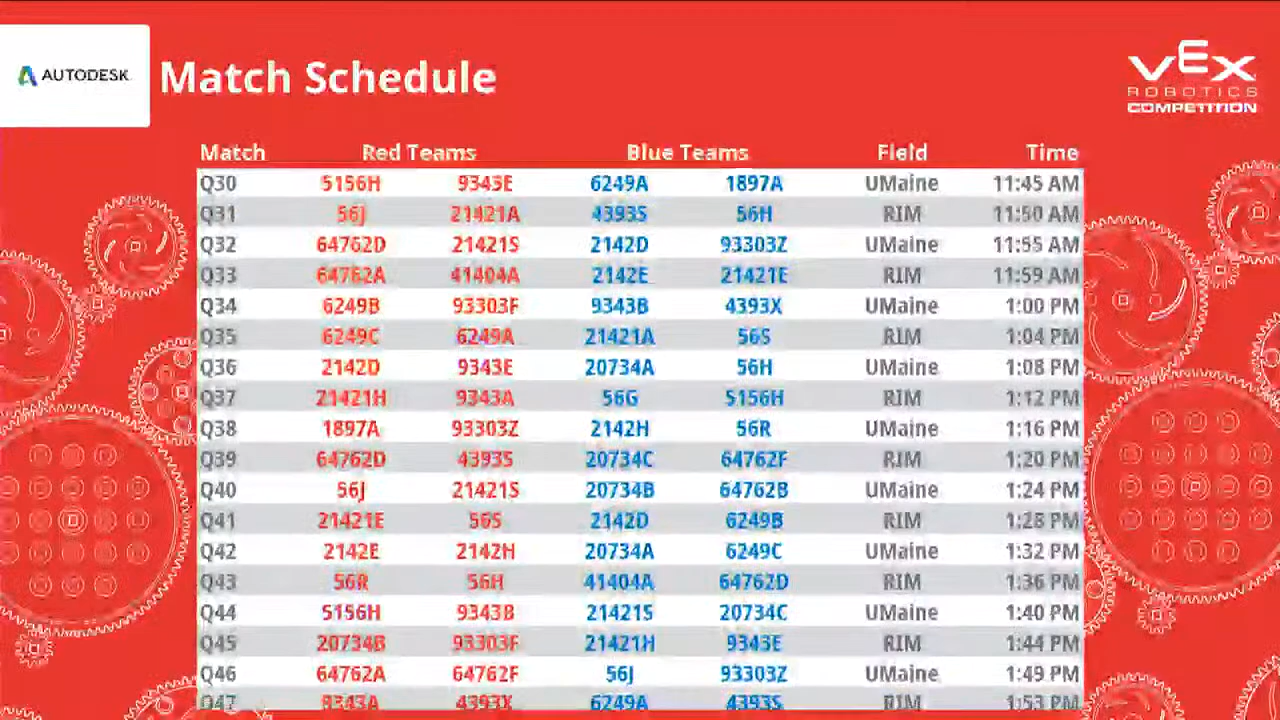 AUTODESK
Match Schedule
VEX
ROBOTICS
COMPETITION
Match Red Teams Blue Teams Field Time
Q30 5156H 9343E 6249A 1897A UMaine 11:45 AM
Q31 56J 21421A 4393S 56H RIM 11:50 AM
Q32 64762D 21421S 2142D 93303Z UMaine 11:55 AM
Q33 64762A 41404A 2142E 21421E RIM 11:59 AM
Q34 6249B 93303F 9343B 4393X UMaine 1:00 PM
Q35 6249C 6249A 21421A 56S RIM 1:04 PM
Q36 2142D 9343E 20734A 56H UMaine 1:08 PM
Q37 21421H 9343A 56G 5156H RIM 1:12 PM
Q38 1897A 93303Z 2142H 56R UMaine 1:16 PM
Q39 64762D 4393S 20734C 64762F RIM 1:20 PM
Q40 56J 21421S 20734B 64762B UMaine 1:24 PM
Q41 21421E 56S 2142D 6249B RIM 1:28 PM
Q42 2142E 2142H 20734A 6249C UMaine 1:32 PM
Q43 56R 56H 41404A 64762D RIM 1:36 PM
Q44 5156H 9343B 21421S 20734C UMaine 1:40 PM
Q45 20734B 93303F 21421H 9343E RIM 1:44 PM
Q46 64762A 64762F 56J 93303Z UMaine 1:49 PM
Q47 9343A 4393X 6249A 4393S RIM 1:53 PM